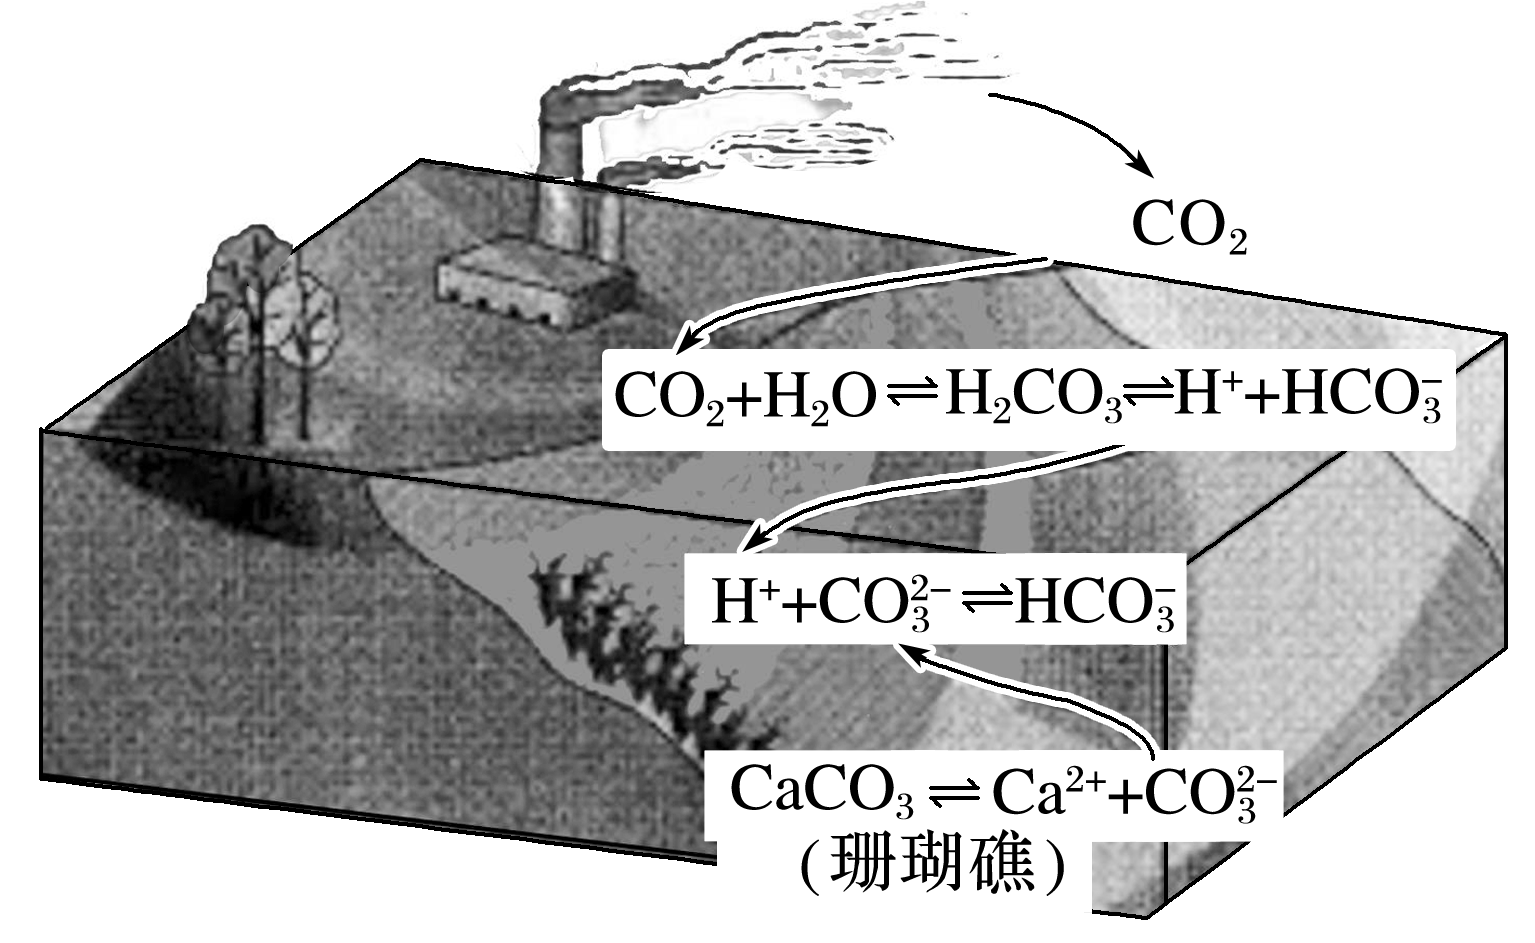 CO₂
CO₂+H₂O⇌H₂CO₃⇌H⁺+HCO₃⁻
H⁺+CO₃²⁻⇌HCO₃⁻
CaCO₃⇌Ca²⁺+CO₃²⁻
(珊瑚礁)